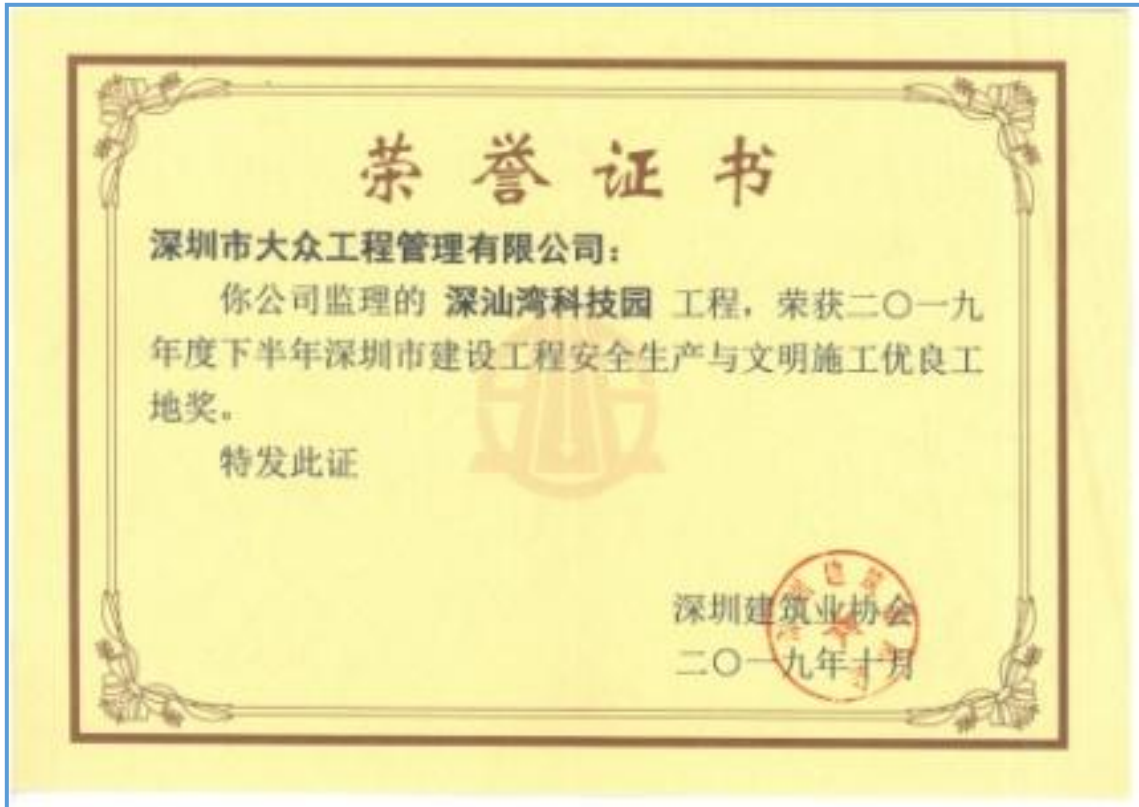 荣誉证书
深圳市大众工程管理有限公司：
你公司监理的 深汕湾科技园 工程，荣获二〇一九
年度下半年深圳市建设工程安全生产与文明施工优良工
地奖。
特发此证
深圳建筑业协会
二〇一九年十月